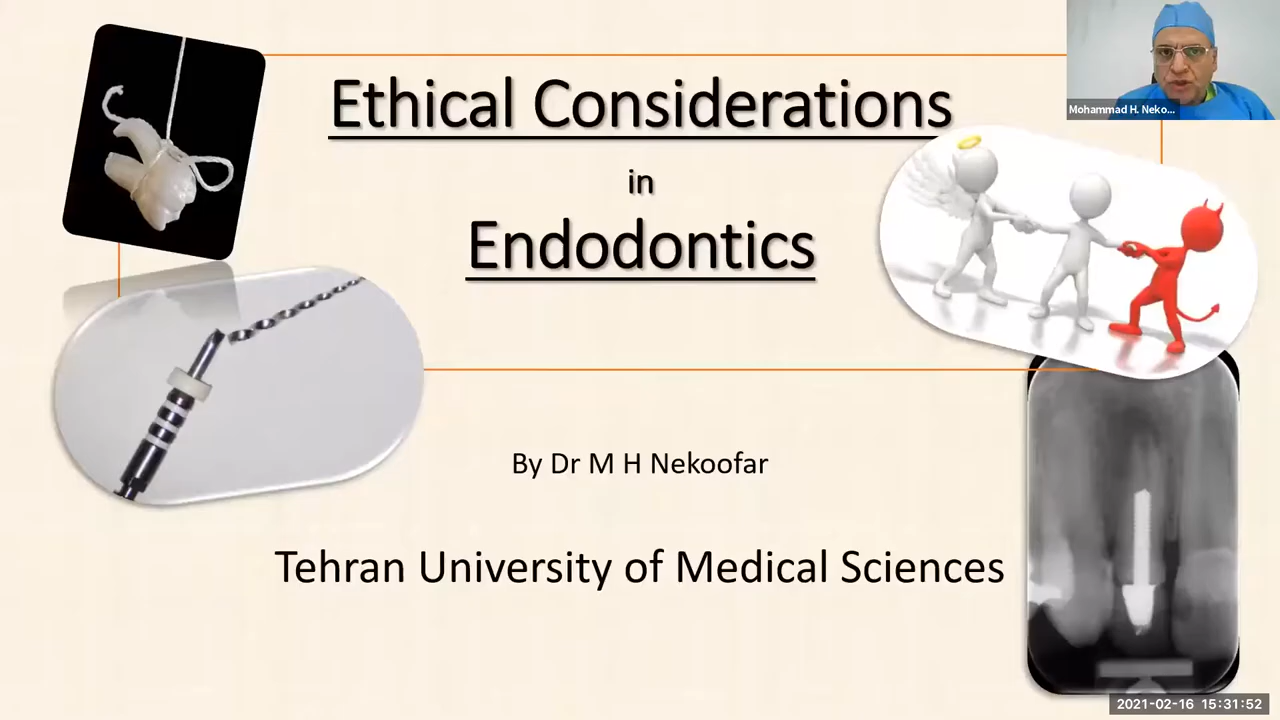 Ethical Considerations
in
Endodontics
By Dr M H Nekoofar
Tehran University of Medical Sciences
Mohammad H. Neko...
2021-02-16 15:31:52